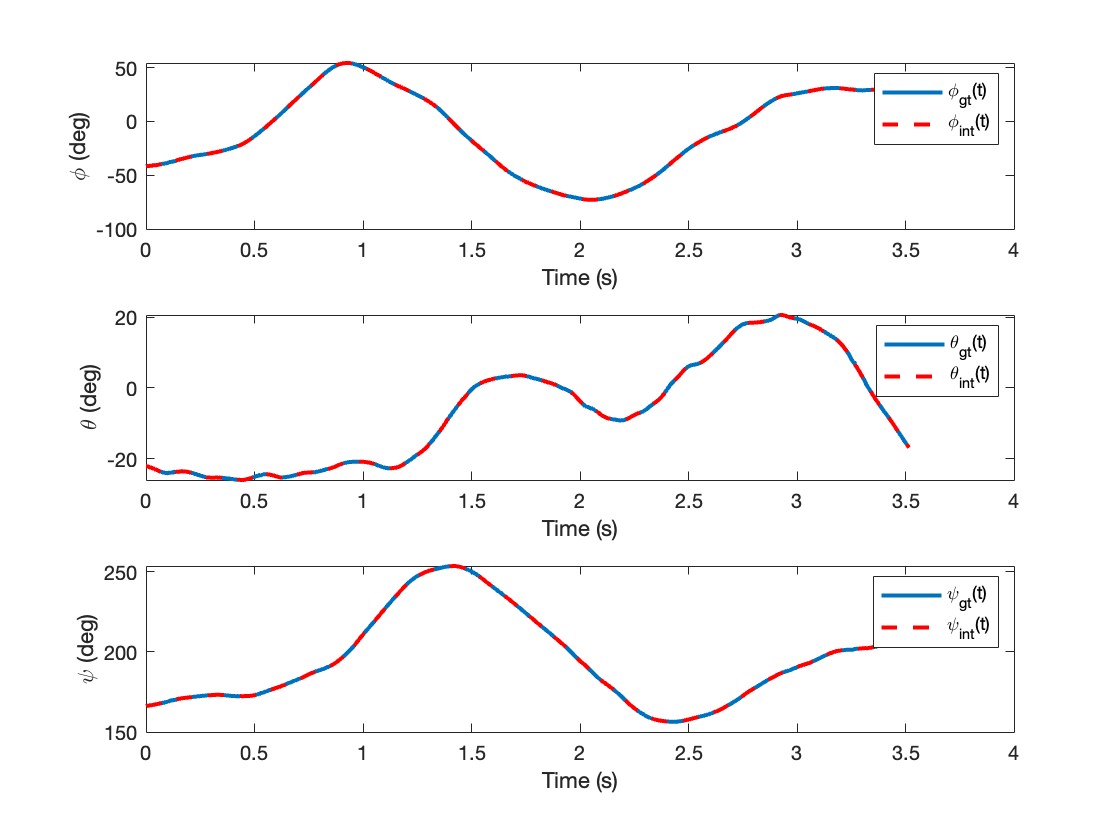 50
0
-50
-100
ϕ (deg)
ϕgt(t)
ϕint(t)
0 0.5 1 1.5 2 2.5 3 3.5 4
Time (s)
20
0
-20
θ (deg)
θgt(t)
θint(t)
0 0.5 1 1.5 2 2.5 3 3.5 4
Time (s)
250
200
150
ψ (deg)
ψgt(t)
ψint(t)
0 0.5 1 1.5 2 2.5 3 3.5 4
Time (s)